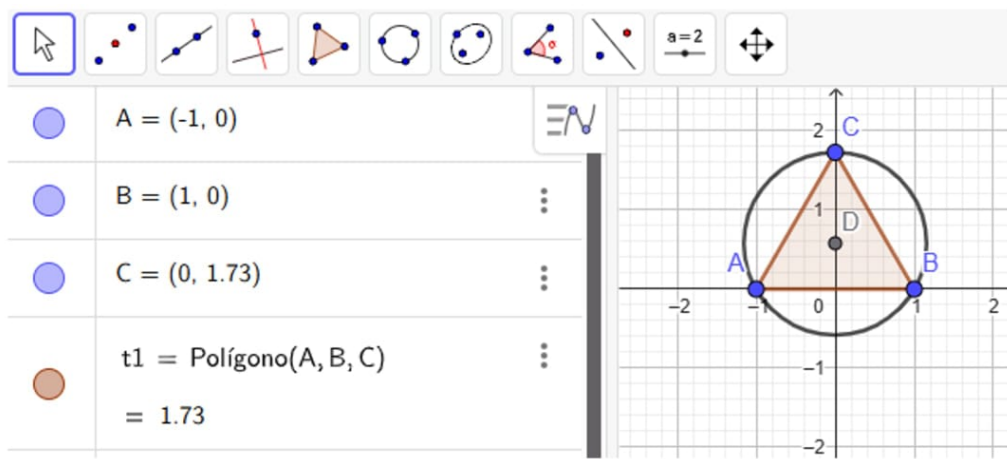 α
a=2
A = (-1, 0)
B = (1, 0)
C = (0, 1.73)
t1 = Polígono(A, B, C)
= 1.73
2
C
1
D
A
B
−2
−1
0
1
2
−1
−2